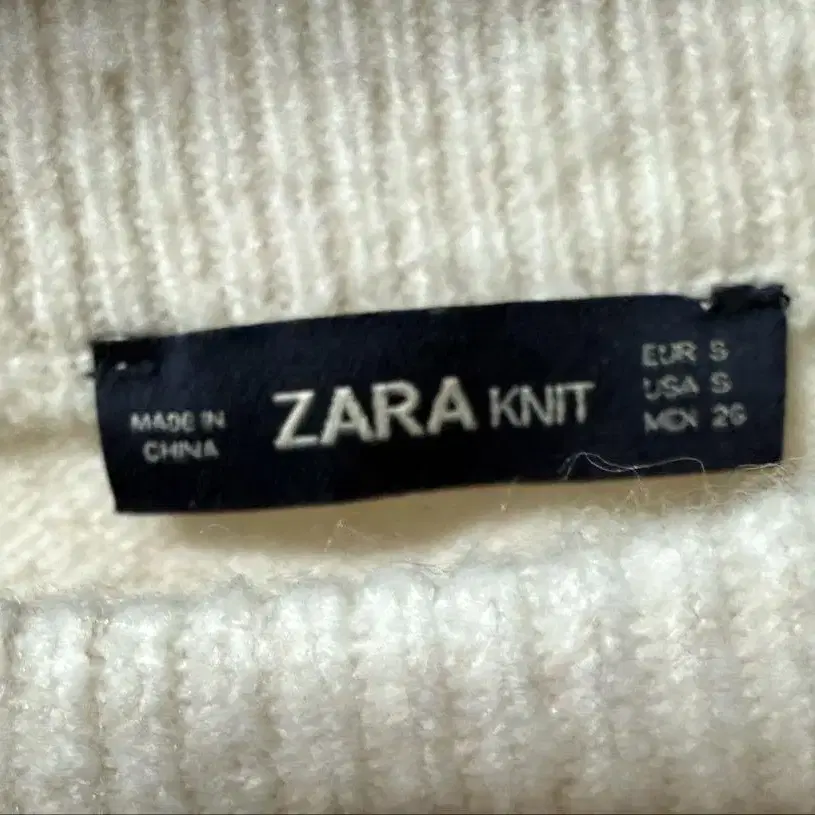 MADE IN
CHINA
ZARA KNIT
EUR S
USA S
MEX 26